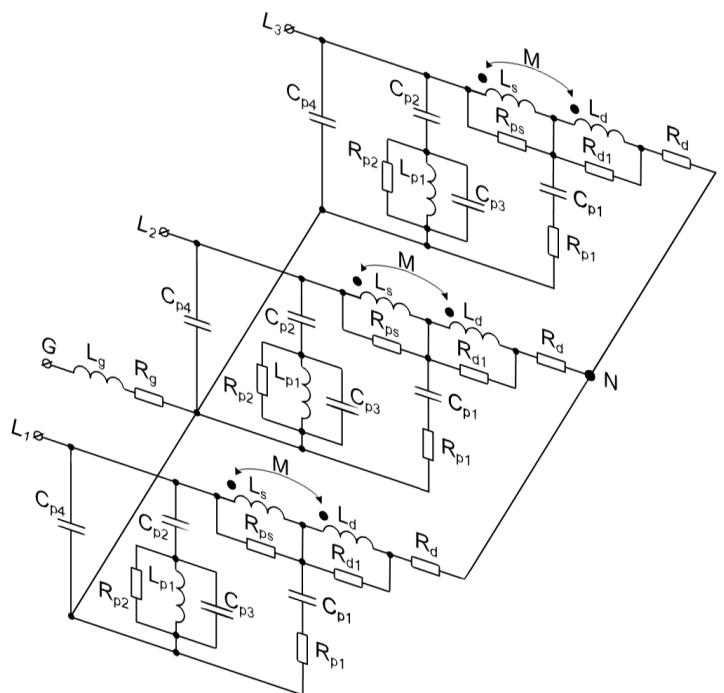 L3
M
Ls
Ld
Cp4
Cp2
Rps
Rd1
Rd
Rp2
Lp1
Cp3
Cp1
Rp1
L2
M
Ls
Ld
Cp4
Cp2
Rps
Rd1
Rd
G
Lg
Rg
Rp2
Lp1
Cp3
Cp1
N
Rp1
L1
M
Ls
Ld
Cp4
Cp2
Rps
Rd1
Rd
Rp2
Lp1
Cp3
Cp1
Rp1